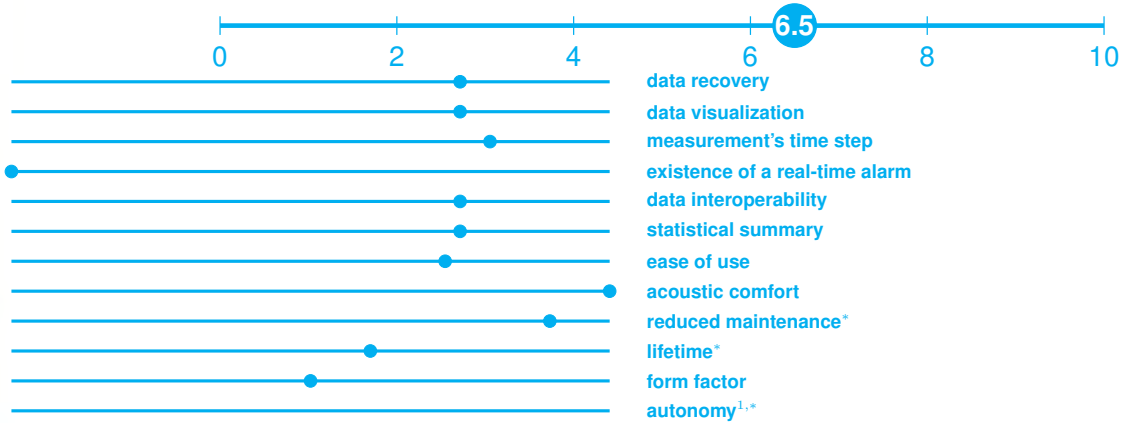 6.5
0 2 4 6 8 10
data recovery
data visualization
measurement's time step
existence of a real-time alarm
data interoperability
statistical summary
ease of use
acoustic comfort
reduced maintenance*
lifetime*
form factor
autonomy1,*